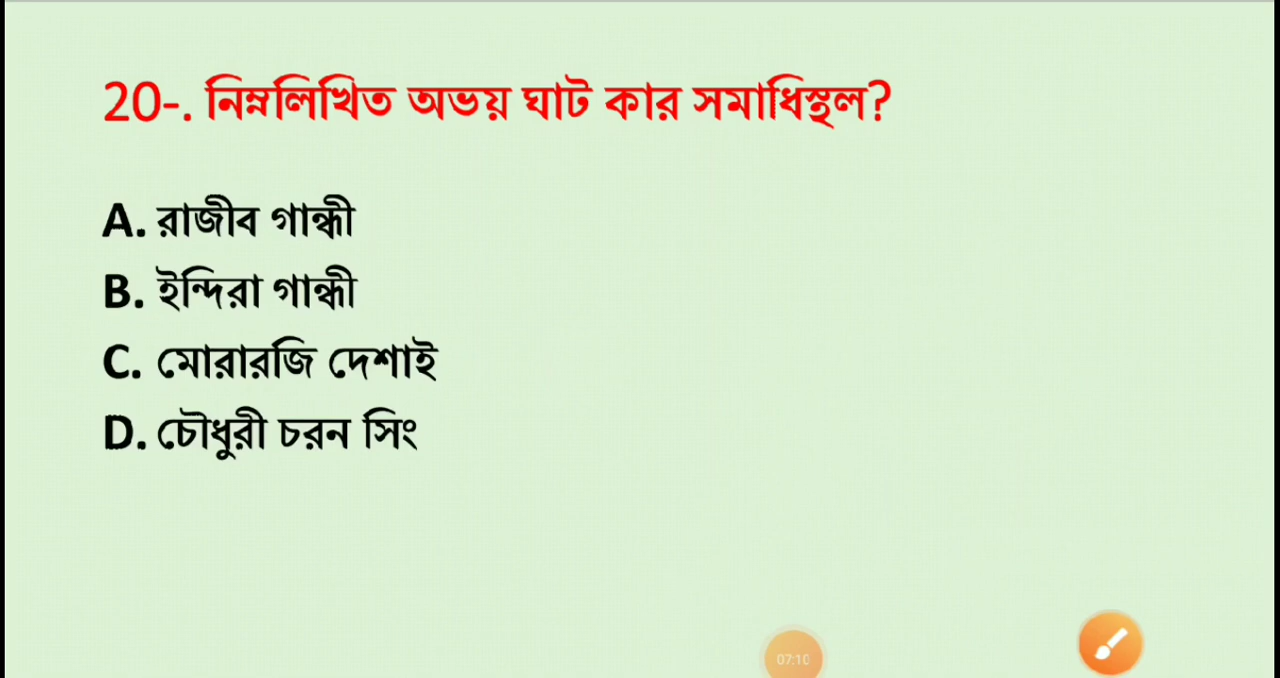 20-. নিম্নলিখিত অভয় ঘাট কার সমাধিস্থল?
A. রাজীব গান্ধী
B. ইন্দিরা গান্ধী
C. মোরারজি দেশাই
D. চৌধুরী চরন সিং
07:10